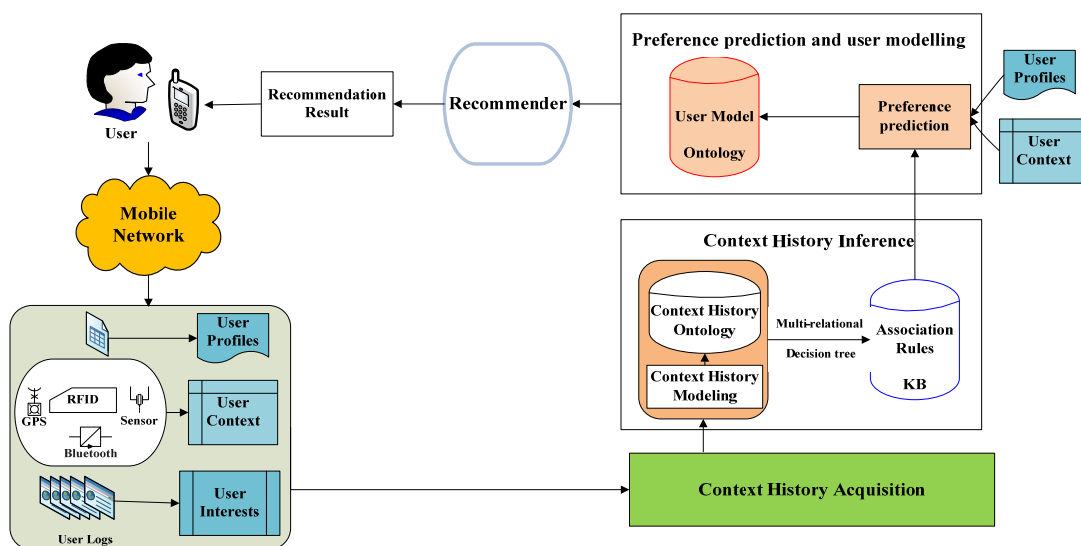 Preference prediction and user modelling
User
Profiles
User Model
Ontology
Preference
prediction
User
Context
Recommender
Recommendation
Result
User
Mobile
Network
Context History Inference
Context History
Ontology
Multi-relational
Decision tree
Association
Rules
KB
Context History
Modeling
User
Profiles
RFID
GPS
Sensor
Bluetooth
User
Context
User
Interests
User Logs
Context History Acquisition